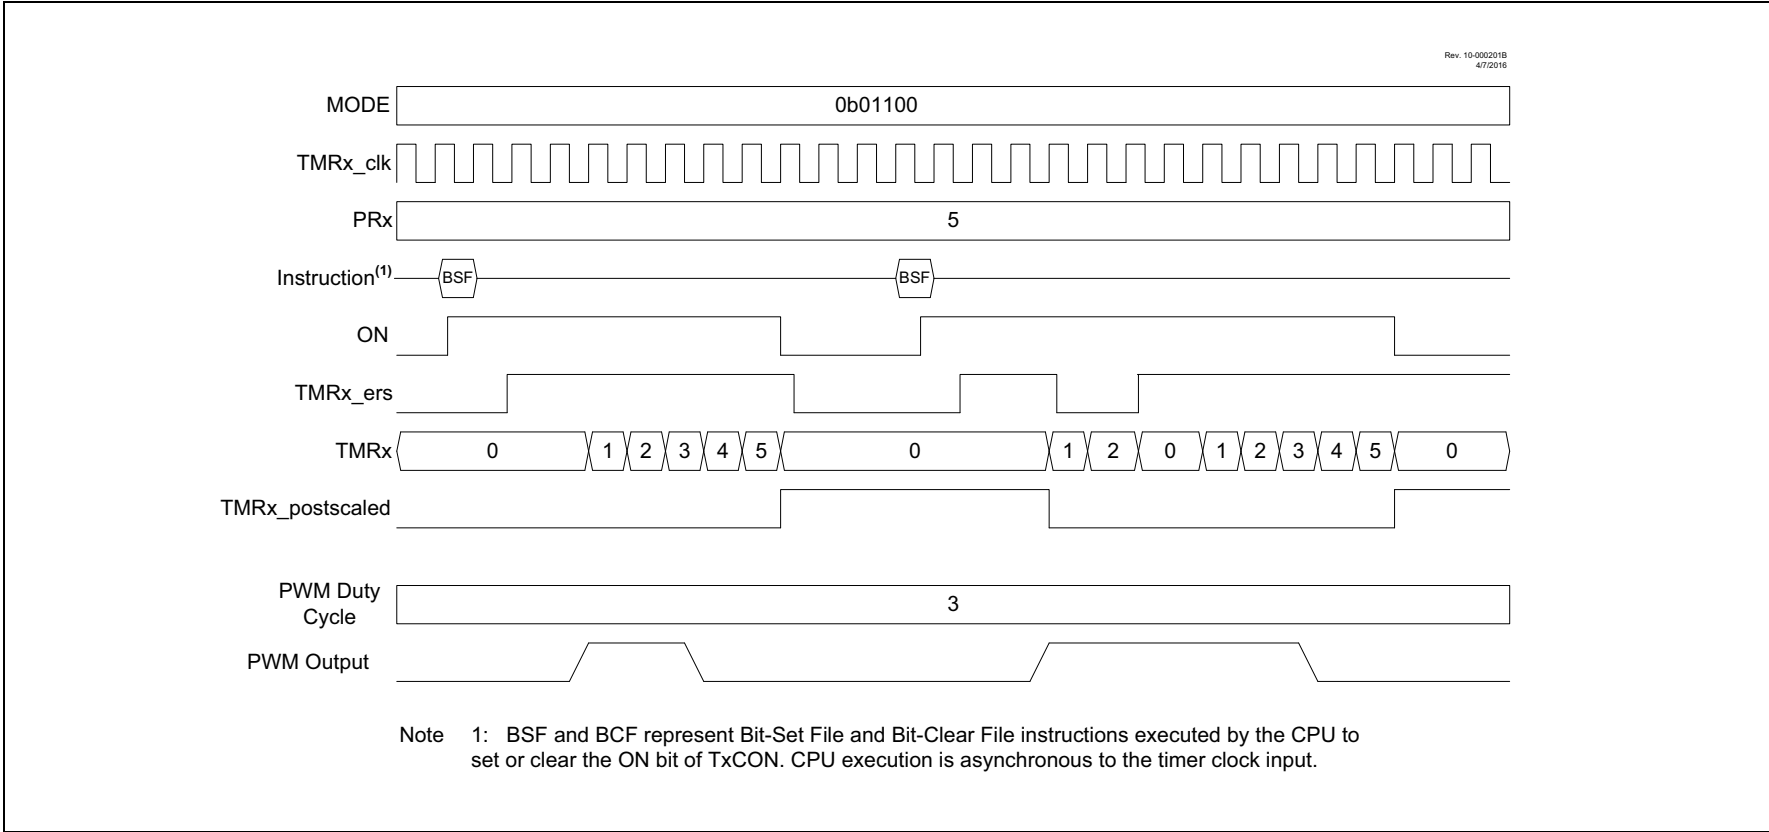 Rev. 10-000201B
4/7/2016
MODE 0b01100
TMRx_clk
PRx 5
Instruction(1) BSF BSF
ON
TMRx_ers
TMRx 0 1 2 3 4 5 0 1 2 0 1 2 3 4 5 0
TMRx_postscaled
PWM Duty
Cycle 3
PWM Output
Note 1: BSF and BCF represent Bit-Set File and Bit-Clear File instructions executed by the CPU to
set or clear the ON bit of TxCON. CPU execution is asynchronous to the timer clock input.